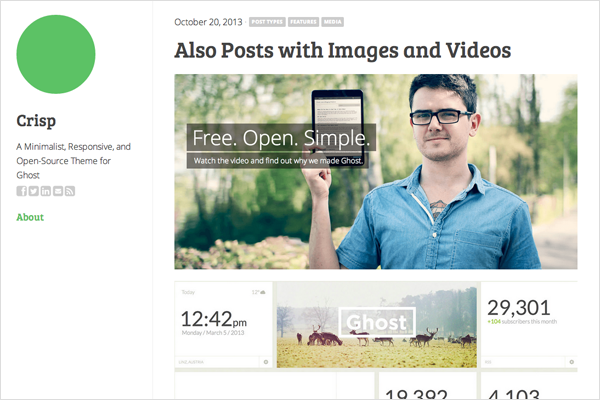 Crisp
A Minimalist, Responsive, and
Open-Source Theme for
Ghost
About
October 20, 2013 · POST TYPES FEATURES MEDIA
Also Posts with Images and Videos
Free. Open. Simple.
Watch the video and find out why we made Ghost.
Today
12°
12:42pm
Monday / March 5 / 2013
Ghost
29,301
+104 subscribers this month
19,392
4,103